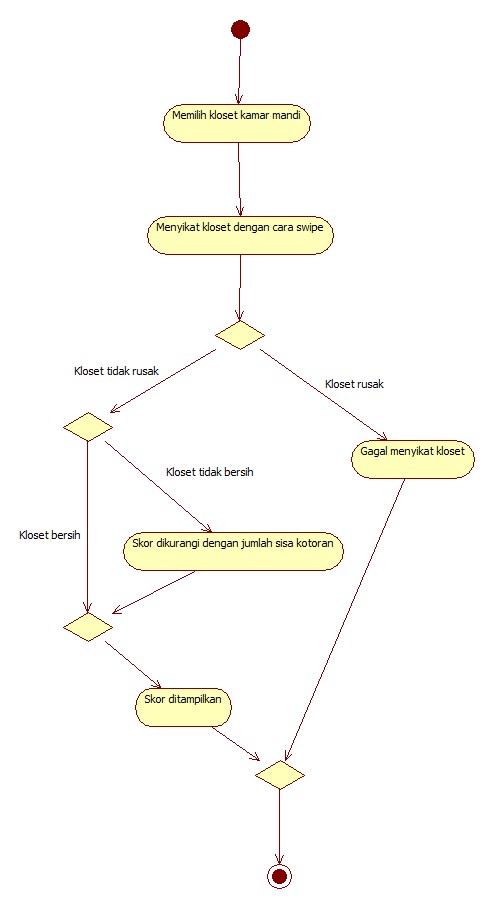 Memilih kloset kamar mandi
Menyikat kloset dengan cara swipe
Kloset tidak rusak
Kloset rusak
Gagal menyikat kloset
Kloset tidak bersih
Kloset bersih
Skor dikurangi dengan jumlah sisa kotoran
Skor ditampilkan